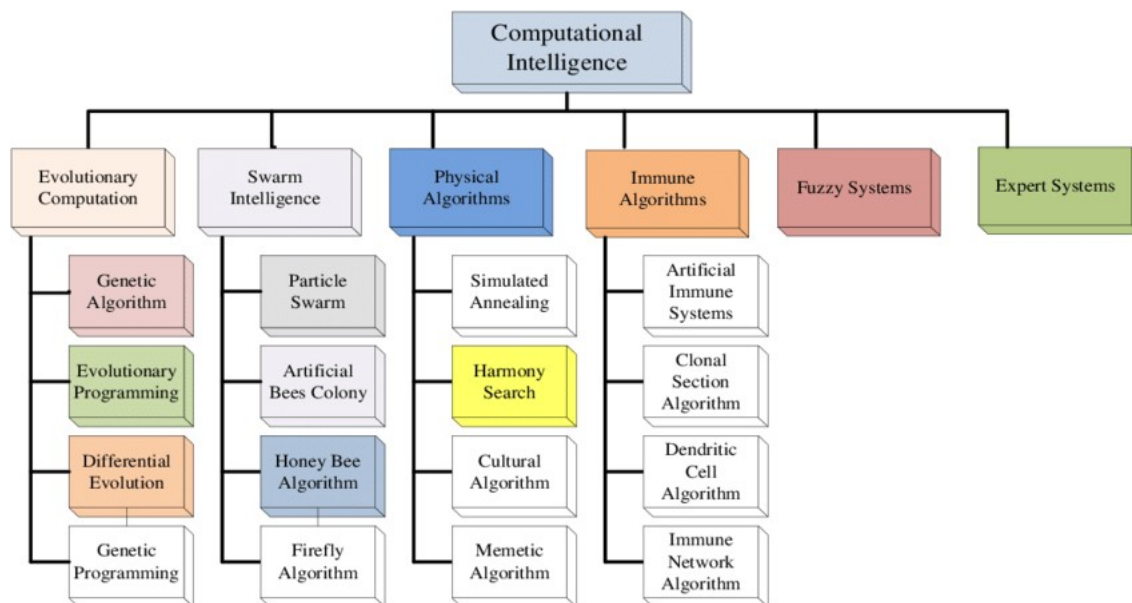 Computational
Intelligence
Evolutionary
Computation
Swarm
Intelligence
Physical
Algorithms
Immune
Algorithms
Fuzzy Systems
Expert Systems
Genetic
Algorithm
Particle
Swarm
Simulated
Annealing
Artificial
Immune
Systems
Evolutionary
Programming
Artificial
Bees Colony
Harmony
Search
Clonal
Section
Algorithm
Differential
Evolution
Honey Bee
Algorithm
Cultural
Algorithm
Dendritic
Cell
Algorithm
Genetic
Programming
Firefly
Algorithm
Memetic
Algorithm
Immune
Network
Algorithm